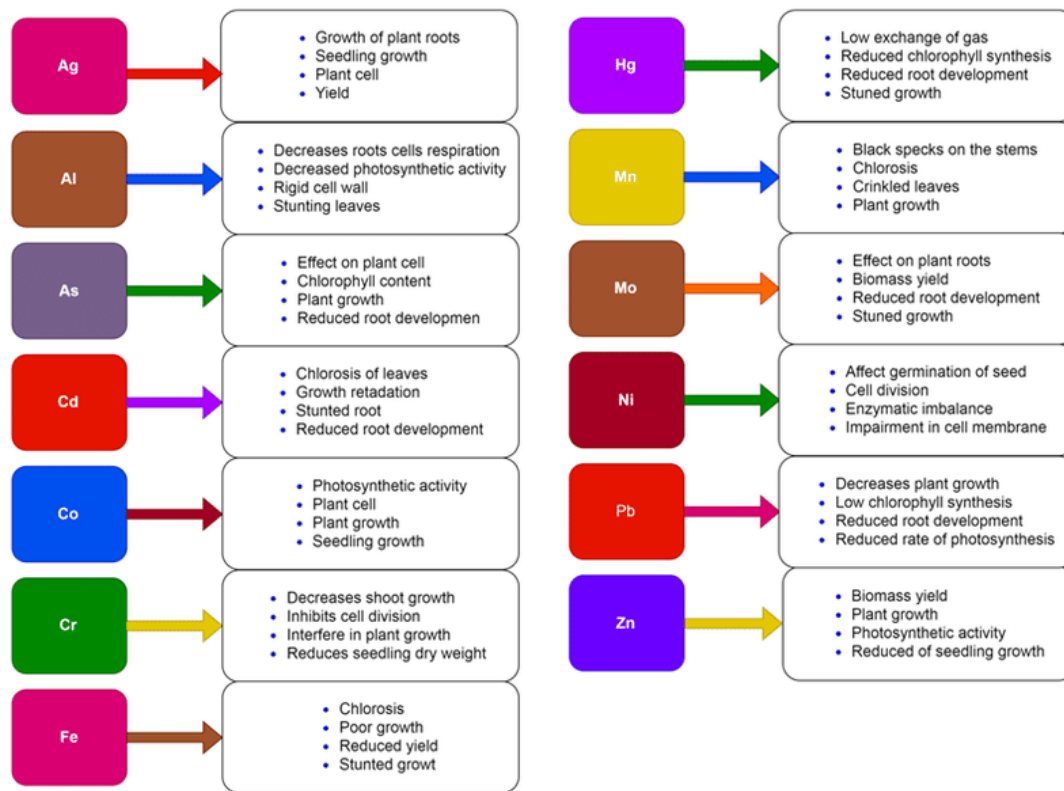 Ag
• Growth of plant roots
• Seedling growth
• Plant cell
• Yield
Al
• Decreases roots cells respiration
• Decreased photosynthetic activity
• Rigid cell wall
• Stunting leaves
As
• Effect on plant cell
• Chlorophyll content
• Plant growth
• Reduced root developmen
Cd
• Chlorosis of leaves
• Growth retadation
• Stunted root
• Reduced root development
Co
• Photosynthetic activity
• Plant cell
• Plant growth
• Seedling growth
Cr
• Decreases shoot growth
• Inhibits cell division
• Interfere in plant growth
• Reduces seedling dry weight
Fe
• Chlorosis
• Poor growth
• Reduced yield
• Stunted growt
Hg
• Low exchange of gas
• Reduced chlorophyll synthesis
• Reduced root development
• Stuned growth
Mn
• Black specks on the stems
• Chlorosis
• Crinkled leaves
• Plant growth
Mo
• Effect on plant roots
• Biomass yield
• Reduced root development
• Stuned growth
Ni
• Affect germination of seed
• Cell division
• Enzymatic imbalance
• Impairment in cell membrane
Pb
• Decreases plant growth
• Low chlorophyll synthesis
• Reduced root development
• Reduced rate of photosynthesis
Zn
• Biomass yield
• Plant growth
• Photosynthetic activity
• Reduced of seedling growth